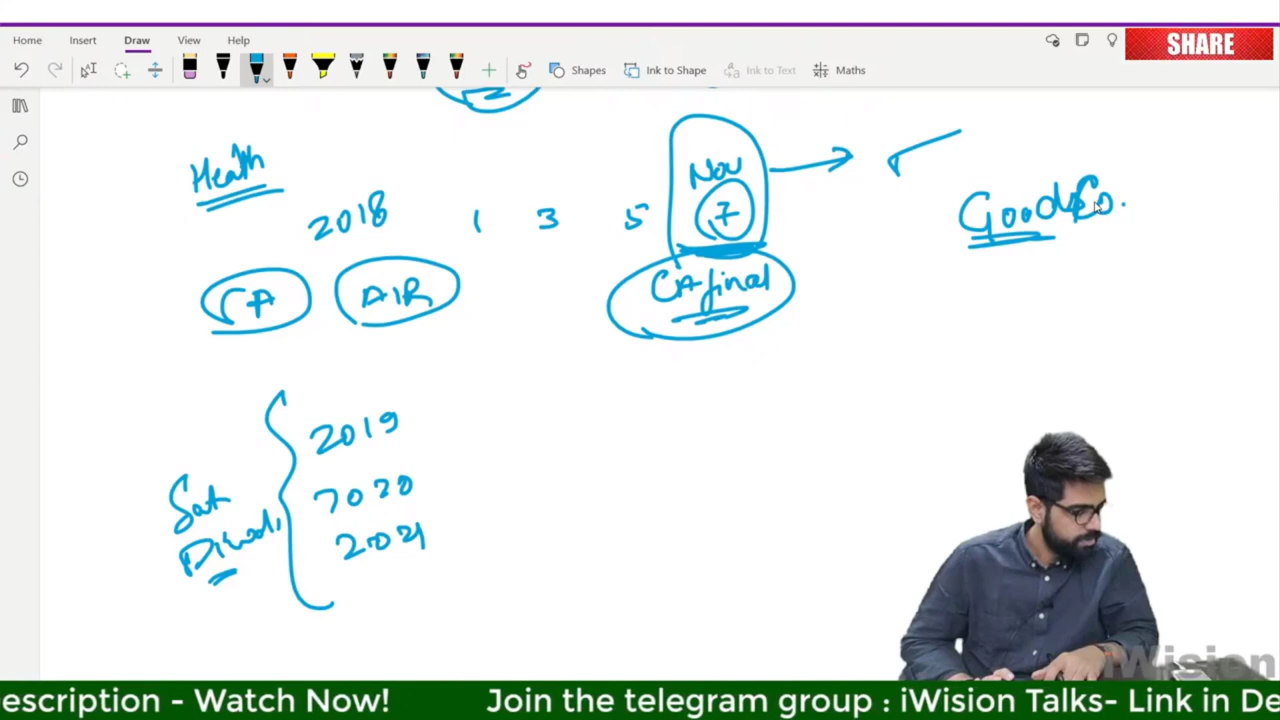 Home Insert Draw View Help
SHARE
Shapes Ink to Shape Ink to Text Maths
Health
Nov
2018 1 3 5 7
Good Co.
CA AIR CA final
2019
2020
Sat
Diwali
2021
iWision
escription - Watch Now! Join the telegram group : iWision Talks- Link in De